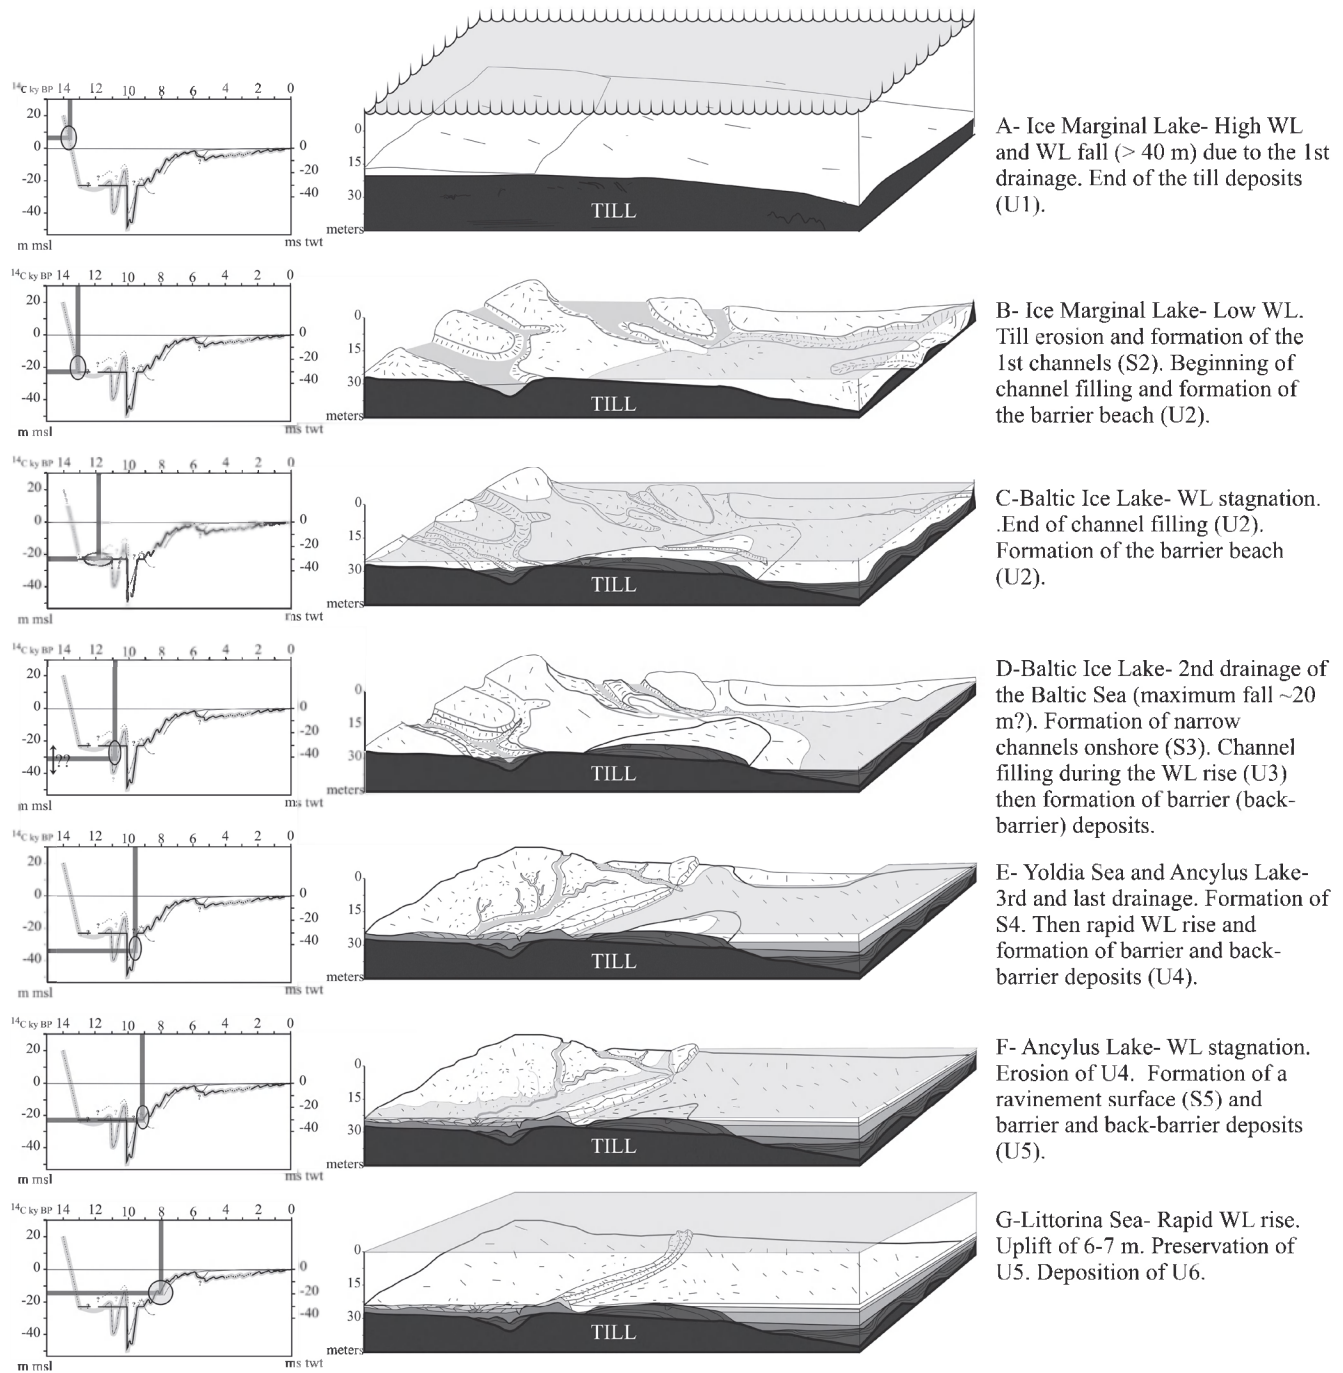 14C ky BP 14 12 10 8 6 4 2 0
20
0
-20
-40
m msl
0
-20
-40
ms twt
0
15
30
meters
TILL
A- Ice Marginal Lake- High WL
and WL fall (> 40 m) due to the 1st
drainage. End of the till deposits
(U1).
14C ky BP 14 12 10 8 6 4 2 0
20
0
-20
-40
m msl
0
-20
-40
ms twt
0
15
30
meters
TILL
B- Ice Marginal Lake- Low WL.
Till erosion and formation of the
1st channels (S2). Beginning of
channel filling and formation of
the barrier beach (U2).
14C ky BP 14 12 10 8 6 4 2 0
20
0
-20
-40
m msl
0
-20
-40
ms twt
0
15
30
meters
TILL
C-Baltic Ice Lake- WL stagnation.
.End of channel filling (U2).
Formation of the barrier beach
(U2).
14C ky BP 14 12 10 8 6 4 2 0
20
0
-20
-40
??
m msl
0
-20
-40
ms twt
0
15
30
meters
TILL
D-Baltic Ice Lake- 2nd drainage of
the Baltic Sea (maximum fall ~20
m?). Formation of narrow
channels onshore (S3). Channel
filling during the WL rise (U3)
then formation of barrier (back-
barrier) deposits.
14C ky BP 14 12 10 8 6 4 2 0
20
0
-20
-40
m msl
0
-20
-40
ms twt
0
15
30
meters
TILL
E- Yoldia Sea and Ancylus Lake-
3rd and last drainage. Formation of
S4. Then rapid WL rise and
formation of barrier and back-
barrier deposits (U4).
14C ky BP 14 12 10 8 6 4 2 0
20
0
-20
-40
m msl
0
-20
-40
ms twt
0
15
30
meters
TILL
F- Ancylus Lake- WL stagnation.
Erosion of U4. Formation of a
ravinement surface (S5) and
barrier and back-barrier deposits
(U5).
14C ky BP 14 12 10 8 6 4 2 0
20
0
-20
-40
m msl
0
-20
-40
ms twt
0
15
30
meters
TILL
G-Littorina Sea- Rapid WL rise.
Uplift of 6-7 m. Preservation of
U5. Deposition of U6.